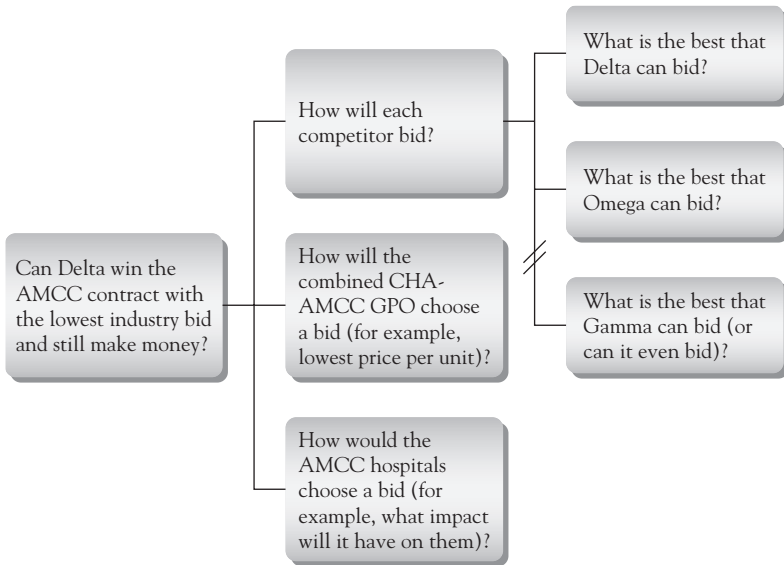 Can Delta win the
AMCC contract with
the lowest industry bid
and still make money?
How will each
competitor bid?
How will the
combined CHA-
AMCC GPO choose
a bid (for example,
lowest price per unit)?
How would the
AMCC hospitals
choose a bid (for
example, what impact
will it have on them)?
What is the best that
Delta can bid?
What is the best that
Omega can bid?
What is the best that
Gamma can bid (or
can it even bid)?